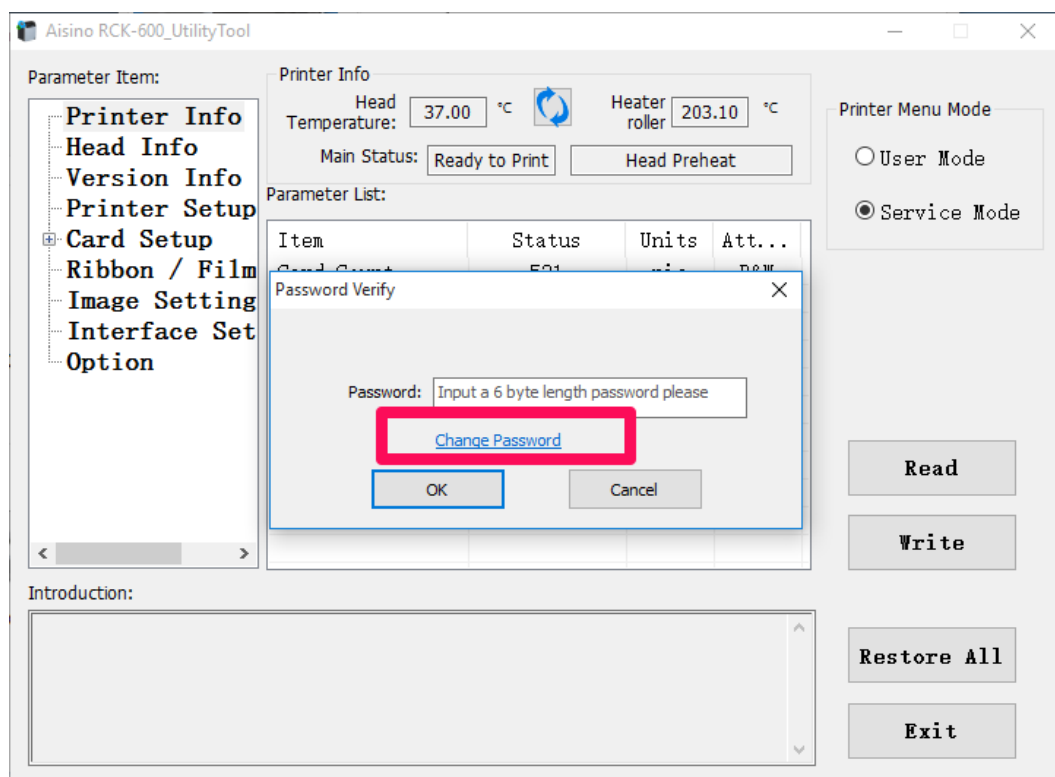 Aisino RCK-600_UtilityTool
Parameter Item:
Printer Info
Head Info
Version Info
Printer Setup
Card Setup
Ribbon / Film
Image Setting
Interface Set
Option
Printer Info
Head Temperature: 37.00 °C
Heater roller 203.10 °C
Main Status: Ready to Print Head Preheat
Parameter List:
Item Status Units Att...
Password Verify
Password: Input a 6 byte length password please
Change Password
OK Cancel
Printer Menu Mode
User Mode
Service Mode
Read
Write
Restore All
Exit
Introduction: